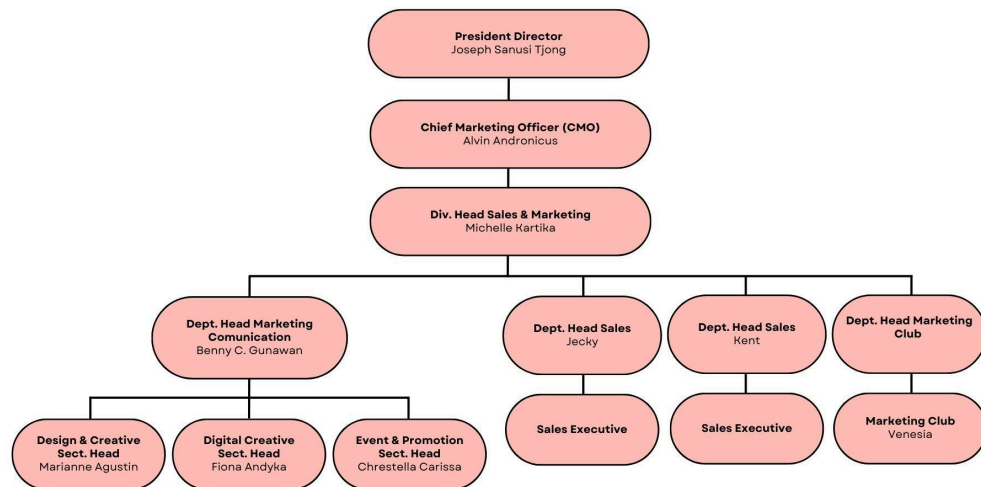 President Director
Joseph Sanusi Tjong
Chief Marketing Officer (CMO)
Alvin Andronicus
Div. Head Sales & Marketing
Michelle Kartika
Dept. Head Marketing
Comunication
Benny C. Gunawan
Dept. Head Sales
Jecky
Dept. Head Sales
Kent
Dept. Head Marketing
Club
Design & Creative
Sect. Head
Marianne Agustin
Digital Creative
Sect. Head
Fiona Andyka
Event & Promotion
Sect. Head
Chrestella Carissa
Sales Executive
Sales Executive
Marketing Club
Venesia